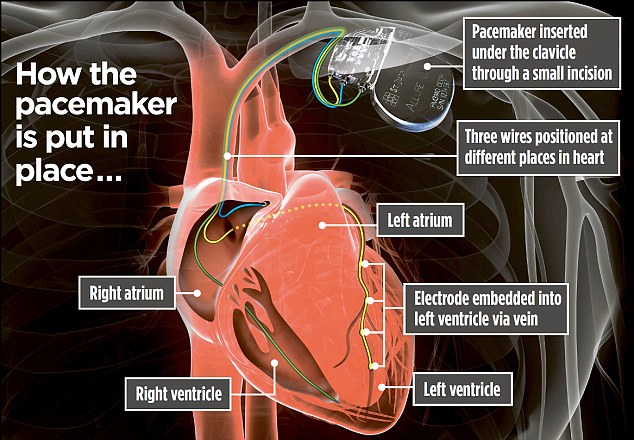 How the
pacemaker
is put in
place...
Pacemaker inserted
under the clavicle
through a small incision
Three wires positioned at
different places in heart
Left atrium
Right atrium
Electrode embedded into
left ventricle via vein
Right ventricle
Left ventricle